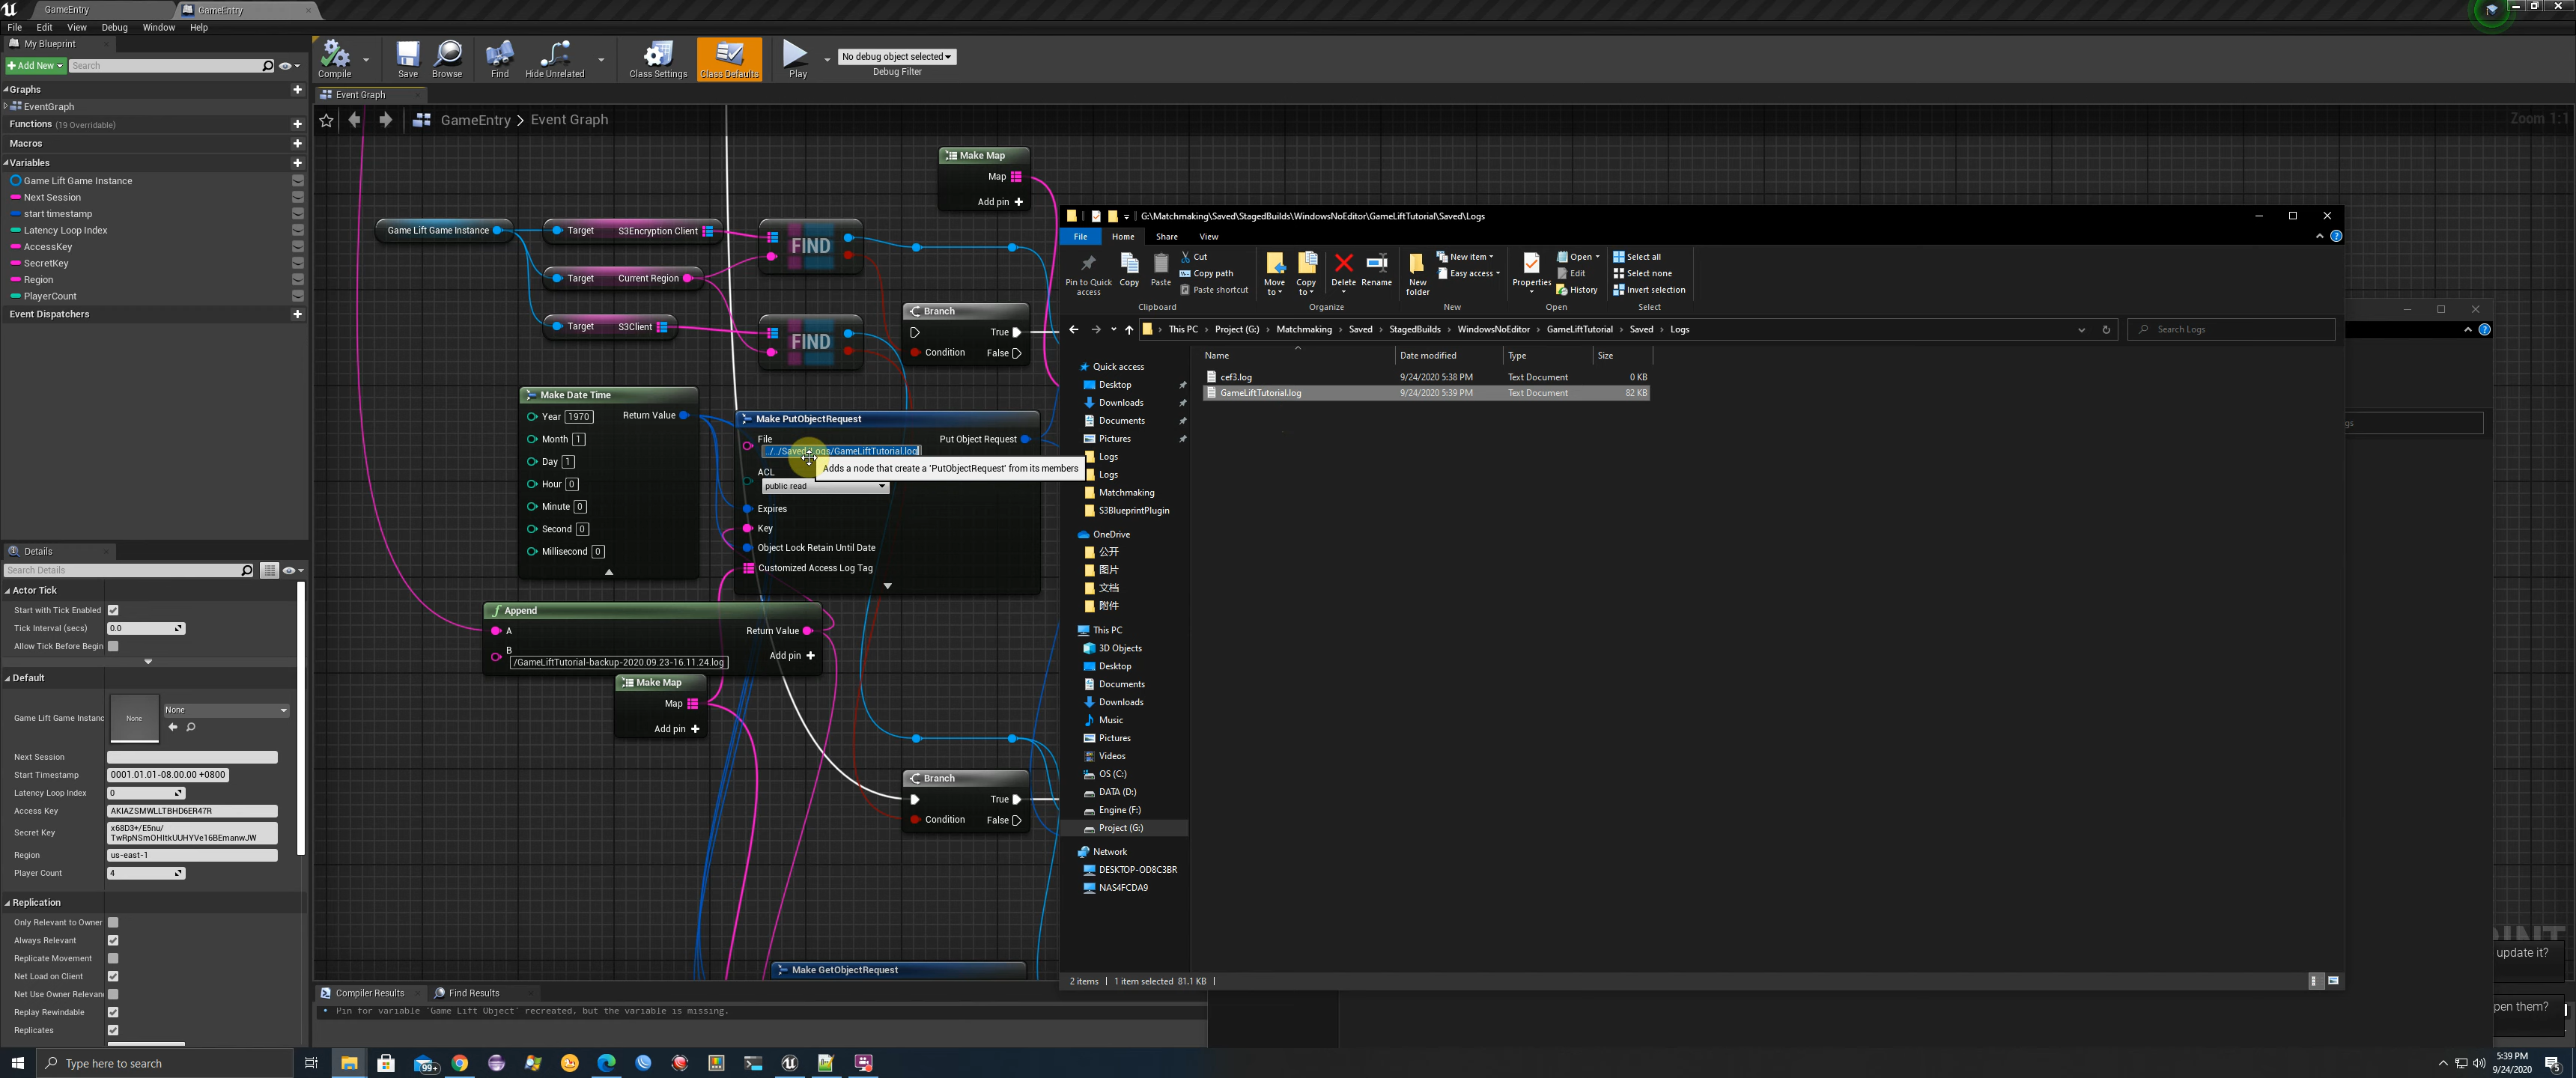 GameEntry
GameEntry
File Edit View Debug Window Help
My Blueprint
Add New
Search
Compile
Save
Browse
Find
Hide Unrelated
Class Settings
Class Defaults
Play
No debug object selected
Debug Filter
Graphs
EventGraph
Functions (19 Overridable)
Macros
Variables
Game Lift Game Instance
Next Session
start timestamp
Latency Loop Index
AccessKey
SecretKey
Region
PlayerCount
Event Dispatchers
Details
Search Details
Actor Tick
Start with Tick Enabled
Tick Interval (secs) 0.0
Allow Tick Before Begin
Default
Game Lift Game Instanc
None
None
Next Session
Start Timestamp 0001.01.01-08.00.00 +0800
Latency Loop Index 0
Access Key [redacted]
Secret Key [redacted]
Region us-east-1
Player Count 4
Replication
Only Relevant to Owner
Always Relevant
Replicate Movement
Net Load on Client
Net Use Owner Relevan
Replay Rewindable
Replicates
Event Graph
GameEntry > Event Graph
Zoom 1:1
Make Map
Map
Add pin
Game Lift Game Instance
Target S3Encryption Client
FIND
Target Current Region
Target S3Client
FIND
Branch
True
Condition False
Make Date Time
Year 1970 Return Value
Month 1
Day 1
Hour 0
Minute 0
Second 0
Millisecond 0
Make PutObjectRequest
File Put Object Request
../../Saved/Logs/GameLiftTutorial.log
Adds a node that create a 'PutObjectRequest' from its members
ACL
public read
Expires
Key
Object Lock Retain Until Date
Customized Access Log Tag
Append
A Return Value
B
/GameLiftTutorial-backup-2020.09.23-16.11.24.log
Add pin
Make Map
Map
Add pin
Branch
True
Condition False
Make GetObjectRequest
Compiler Results
Find Results
Pin for variable 'Game Lift Object' recreated, but the variable is missing.
G:\Matchmaking\Saved\StagedBuilds\WindowsNoEditor\GameLiftTutorial\Saved\Logs
File Home Share View
Pin to Quick access
Copy
Paste
Cut
Copy path
Paste shortcut
Clipboard
Move to
Copy to
Delete
Rename
Organize
New folder
New item
Easy access
New
Properties
Open
Edit
History
Open
Select all
Select none
Invert selection
Select
This PC > Project (G:) > Matchmaking > Saved > StagedBuilds > WindowsNoEditor > GameLiftTutorial > Saved > Logs
Search Logs
Name Date modified Type Size
cef3.log 9/24/2020 5:38 PM Text Document 0 KB
GameLiftTutorial.log 9/24/2020 5:39 PM Text Document 82 KB
Quick access
Desktop
Downloads
Documents
Pictures
Logs
Logs
Matchmaking
S3BlueprintPlugin
OneDrive
公开
图片
文档
附件
This PC
3D Objects
Desktop
Documents
Downloads
Music
Pictures
Videos
OS (C:)
DATA (D:)
Engine (F:)
Project (G:)
Network
DESKTOP-OD8C3BR
NAS4FCDA9
2 items 1 item selected 81.1 KB
gs
update it?
pen them?
Type here to search
99+
5:39 PM
9/24/2020
5